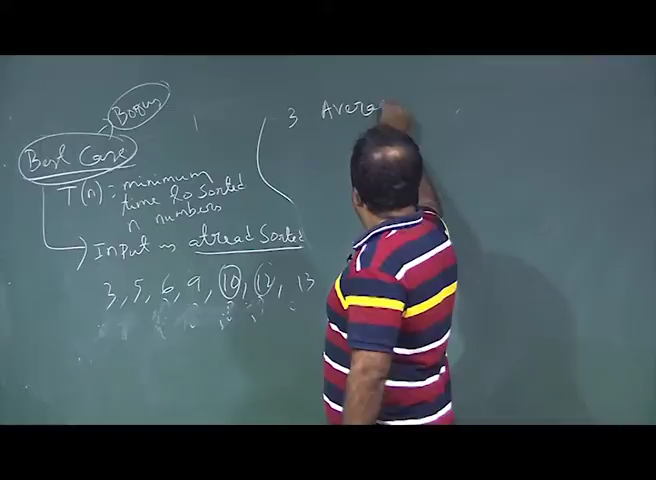 Bogus
Best Case
T(n) = minimum
time to sorted
n numbers
Input is alread Sorted
3, 5, 6, 9, 10, 12, 13
3 Avera